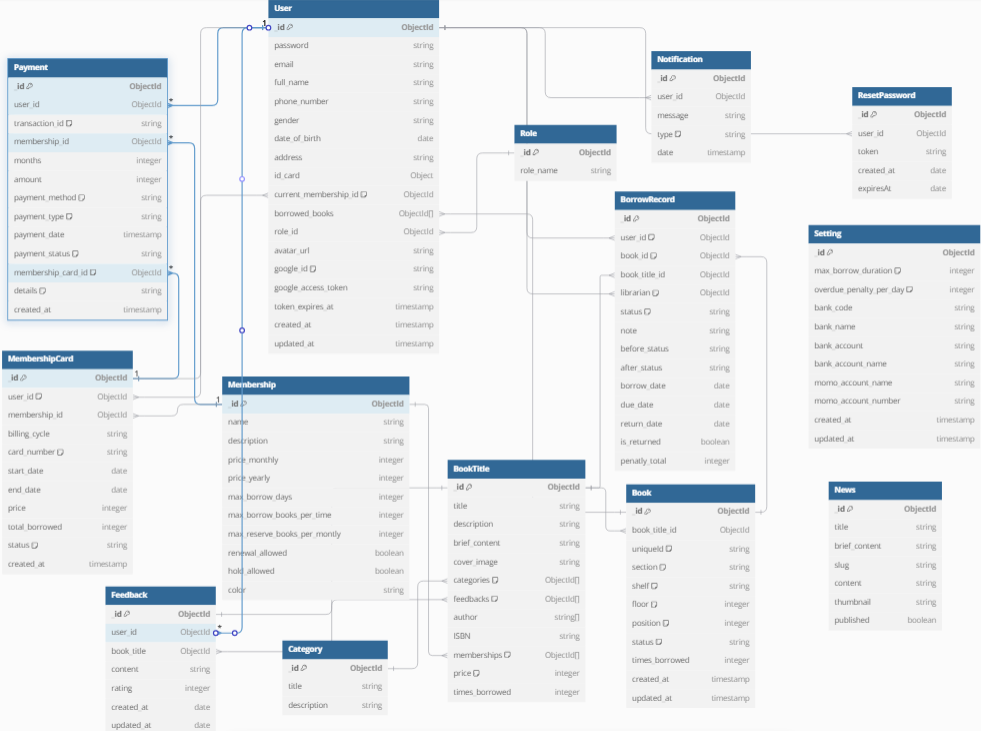 User
_id ObjectId
password string
email string
full_name string
phone_number string
gender string
date_of_birth date
address string
id_card Object
current_membership_id ObjectId
borrowed_books ObjectId[]
role_id ObjectId
avatar_url string
google_id string
google_access_token string
token_expires_at timestamp
created_at timestamp
updated_at timestamp
1
Payment
_id ObjectId
user_id ObjectId
transaction_id string
membership_id ObjectId
months integer
amount integer
payment_method string
payment_type string
payment_date timestamp
payment_status string
membership_card_id ObjectId
details string
created_at timestamp
*
*
*
Notification
_id ObjectId
user_id ObjectId
message string
type string
date timestamp
ResetPassword
_id ObjectId
user_id ObjectId
token string
created_at date
expiresAt date
Role
_id ObjectId
role_name string
BorrowRecord
_id ObjectId
user_id ObjectId
book_id ObjectId
book_title_id ObjectId
librarian ObjectId
status string
note string
before_status string
after_status string
borrow_date date
due_date date
return_date date
is_returned boolean
penatly_total integer
Setting
_id ObjectId
max_borrow_duration integer
overdue_penalty_per_day integer
bank_code string
bank_name string
bank_account string
bank_account_name string
momo_account_name string
momo_account_number string
created_at timestamp
updated_at timestamp
MembershipCard
_id ObjectId
user_id ObjectId
membership_id ObjectId
billing_cycle string
card_number string
start_date date
end_date date
price integer
total_borrowed integer
status string
created_at timestamp
1
Membership
_id ObjectId
name string
description string
price_monthly integer
price_yearly integer
max_borrow_days integer
max_borrow_books_per_time integer
max_reserve_books_per_montly integer
renewal_allowed boolean
hold_allowed boolean
color string
1
BookTitle
_id ObjectId
title string
description string
brief_content string
cover_image string
categories ObjectId[]
feedbacks ObjectId[]
author string[]
ISBN string
memberships ObjectId[]
price integer
times_borrowed integer
Book
_id ObjectId
book_title_id ObjectId
uniqueId string
section string
shelf string
floor integer
position integer
status string
times_borrowed integer
created_at timestamp
updated_at timestamp
News
_id ObjectId
title string
brief_content string
slug string
content string
thumbnail string
published boolean
Feedback
_id ObjectId
user_id ObjectId
book_title ObjectId
content string
rating integer
created_at date
updated_at date
*
Category
_id ObjectId
title string
description string